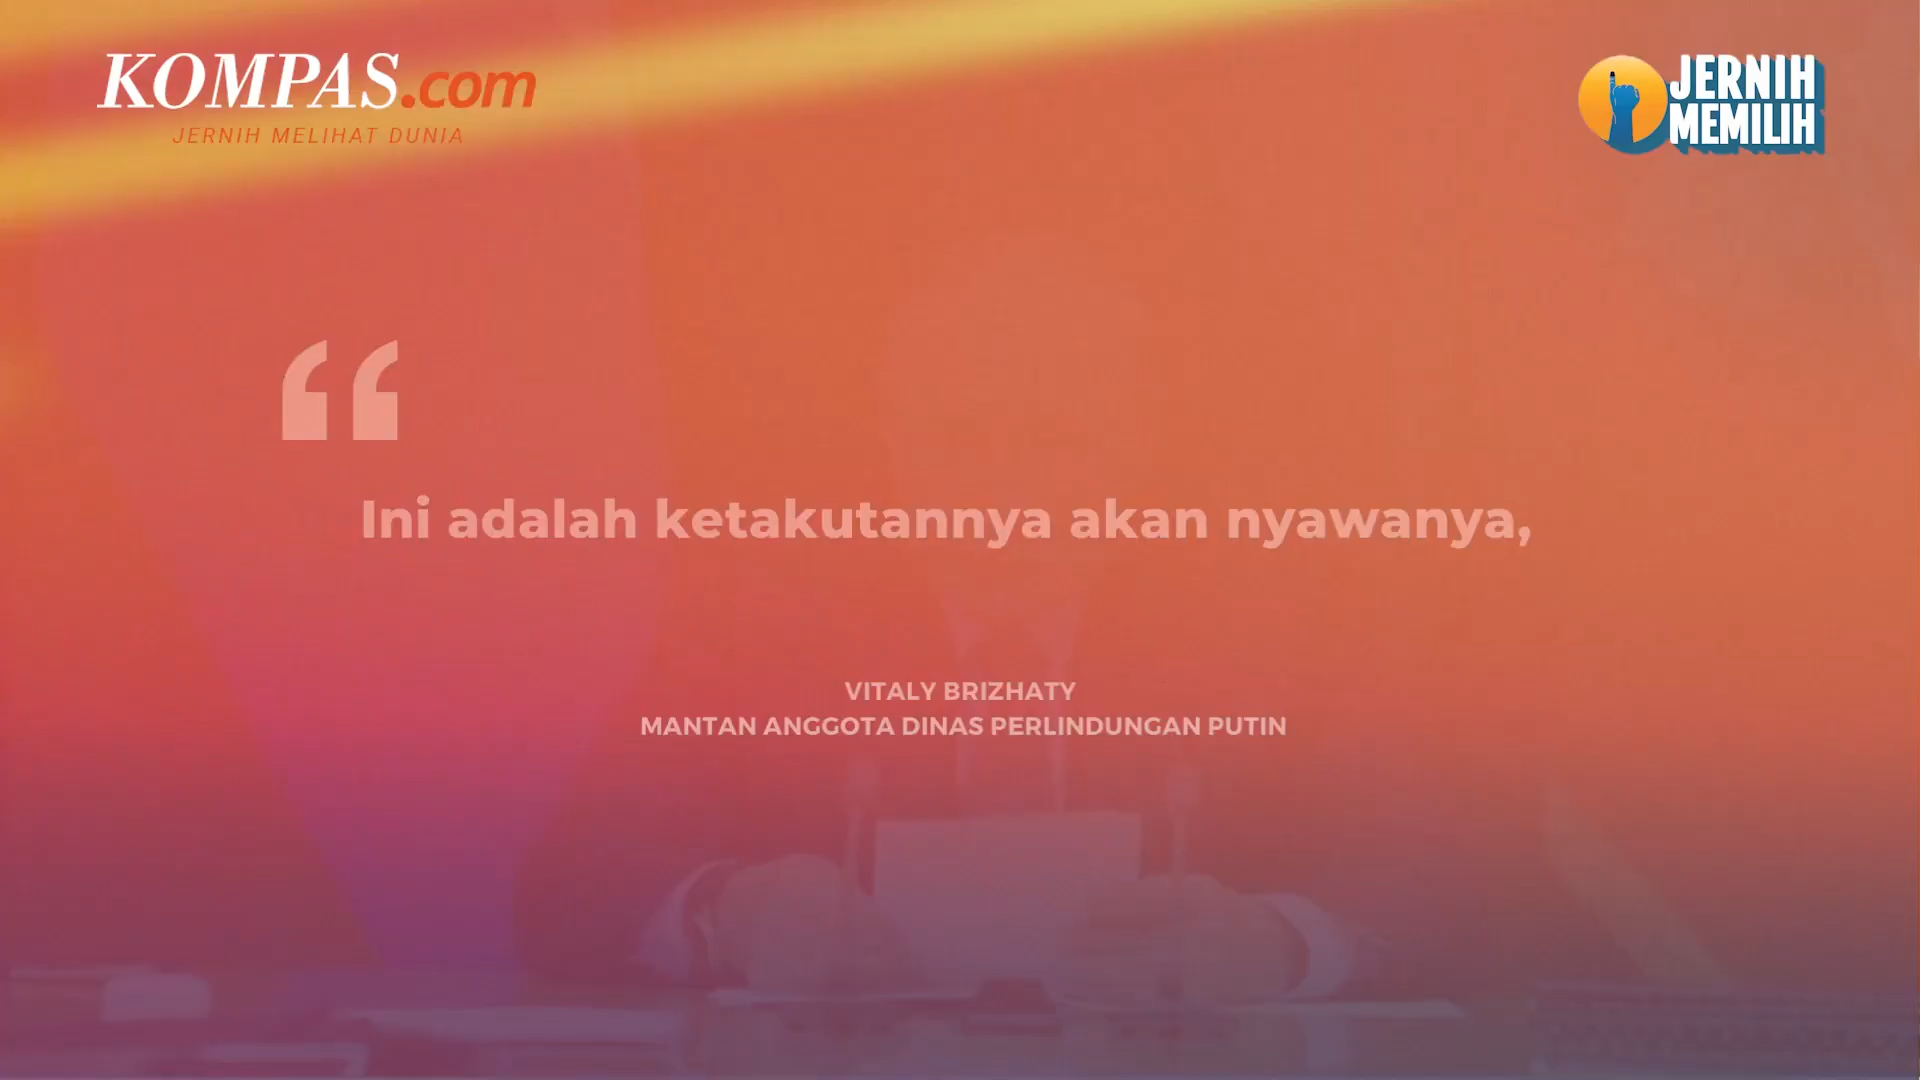 KOMPAS.com
JERNIH MELIHAT DUNIA
JERNIH
MEMILIH
“
Ini adalah ketakutannya akan nyawanya,
VITALY BRIZHATY
MANTAN ANGGOTA DINAS PERLINDUNGAN PUTIN